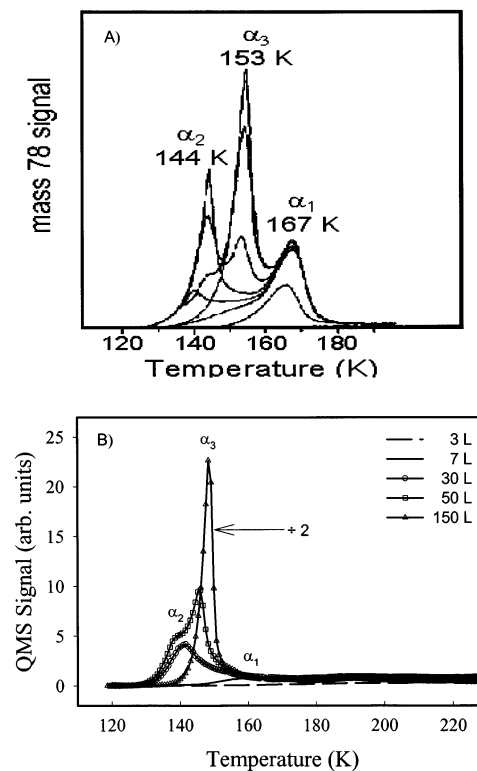 A)
α3
153 K
α2
144 K
α1
167 K
mass 78 signal
120 140 160 180
Temperature (K)
B)
α3
3 L
7 L
30 L
50 L
150 L
÷ 2
α2
α1
QMS Signal (arb. units)
25
20
15
10
5
0
120 140 160 180 200 220
Temperature (K)